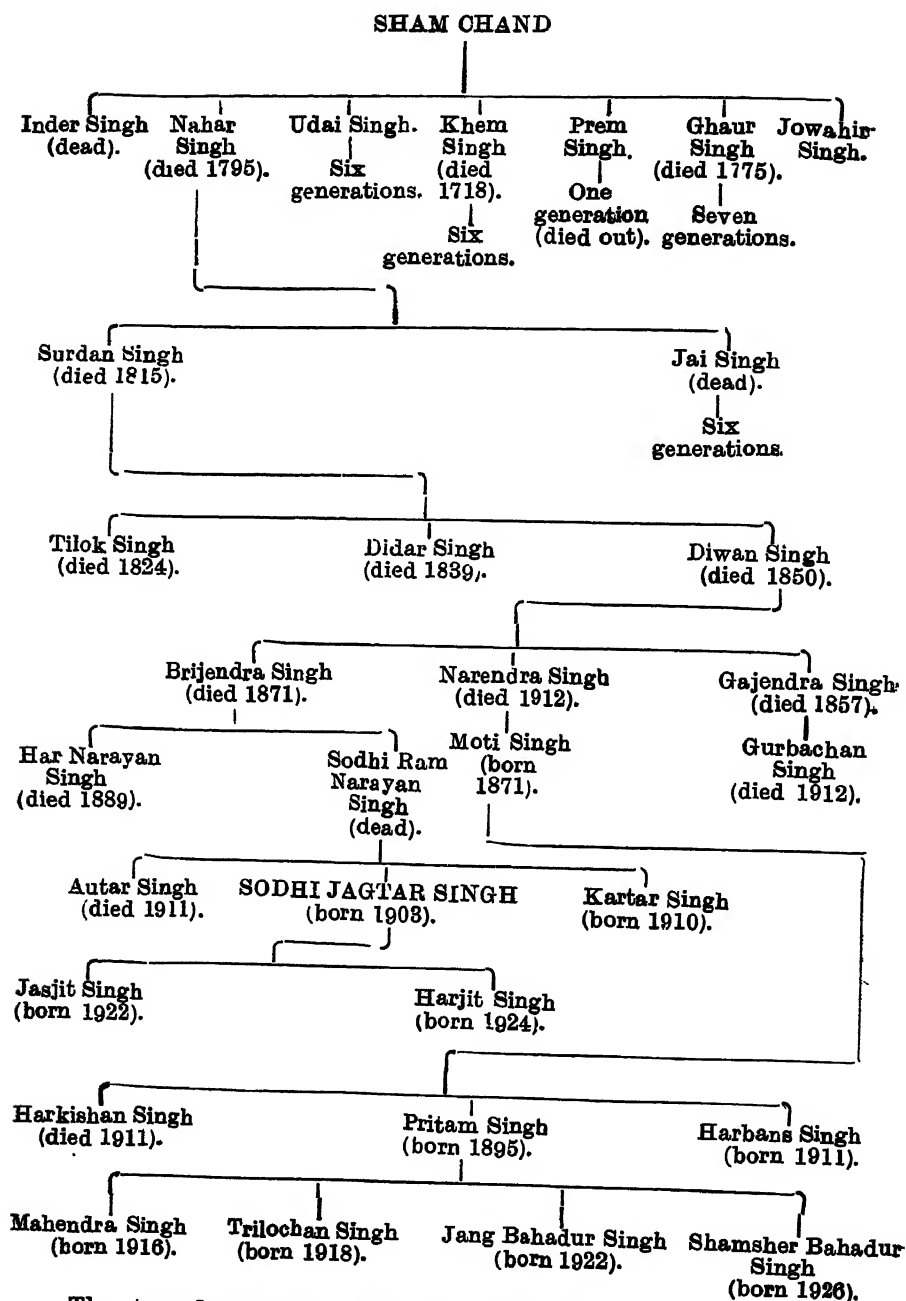 SHAM CHAND
Inder Singh
(dead).
Nahar
Singh
(died 1795).
Udai Singh.
Six
generations.
Khem
Singh
(died
1718).
Six
generations.
Prem
Singh.
One
generation
(died out).
Ghaur
Singh
(died 1775).
Seven
generations.
Jowahir
Singh.
Surdan Singh
(died 1815).
Jai Singh
(dead).
Six
generations.
Tilok Singh
(died 1824).
Didar Singh
(died 1839).
Diwan Singh
(died 1850).
Brijendra Singh
(died 1871).
Narendra Singh
(died 1912).
Gajendra Singh
(died 1857).
Har Narayan
Singh
(died 1889).
Sodhi Ram
Narayan
Singh
(dead).
Moti Singh
(born
1871).
Gurbachan
Singh
(died 1912).
Autar Singh
(died 1911).
SODHI JAGTAR SINGH
(born 1903).
Kartar Singh
(born 1910).
Jasjit Singh
(born 1922).
Harjit Singh
(born 1924).
Harkishan Singh
(died 1911).
Pritam Singh
(born 1895).
Harbans Singh
(born 1911).
Mahendra Singh
(born 1916).
Trilochan Singh
(born 1918).
Jang Bahadur Singh
(born 1922).
Shamsher Bahadur
Singh
(born 1926).